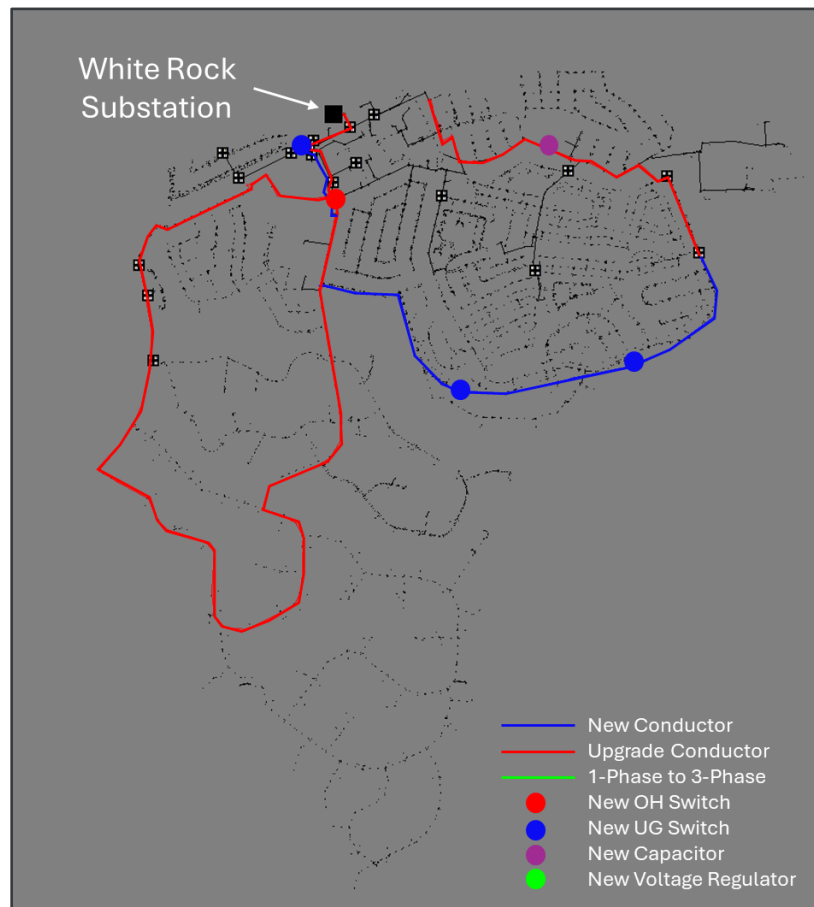 White Rock
Substation
New Conductor
Upgrade Conductor
1-Phase to 3-Phase
New OH Switch
New UG Switch
New Capacitor
New Voltage Regulator